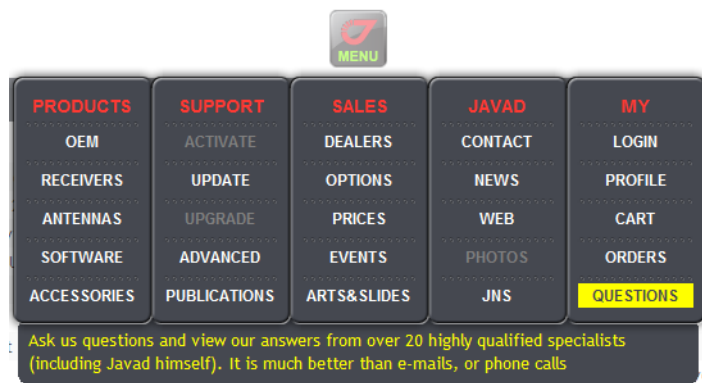 MENU
PRODUCTS SUPPORT SALES JAVAD MY
OEM ACTIVATE DEALERS CONTACT LOGIN
RECEIVERS UPDATE OPTIONS NEWS PROFILE
ANTENNAS UPGRADE PRICES WEB CART
SOFTWARE ADVANCED EVENTS PHOTOS ORDERS
ACCESSORIES PUBLICATIONS ARTS&SLIDES JNS QUESTIONS
Ask us questions and view our answers from over 20 highly qualified specialists
(including Javad himself). It is much better than e-mails, or phone calls